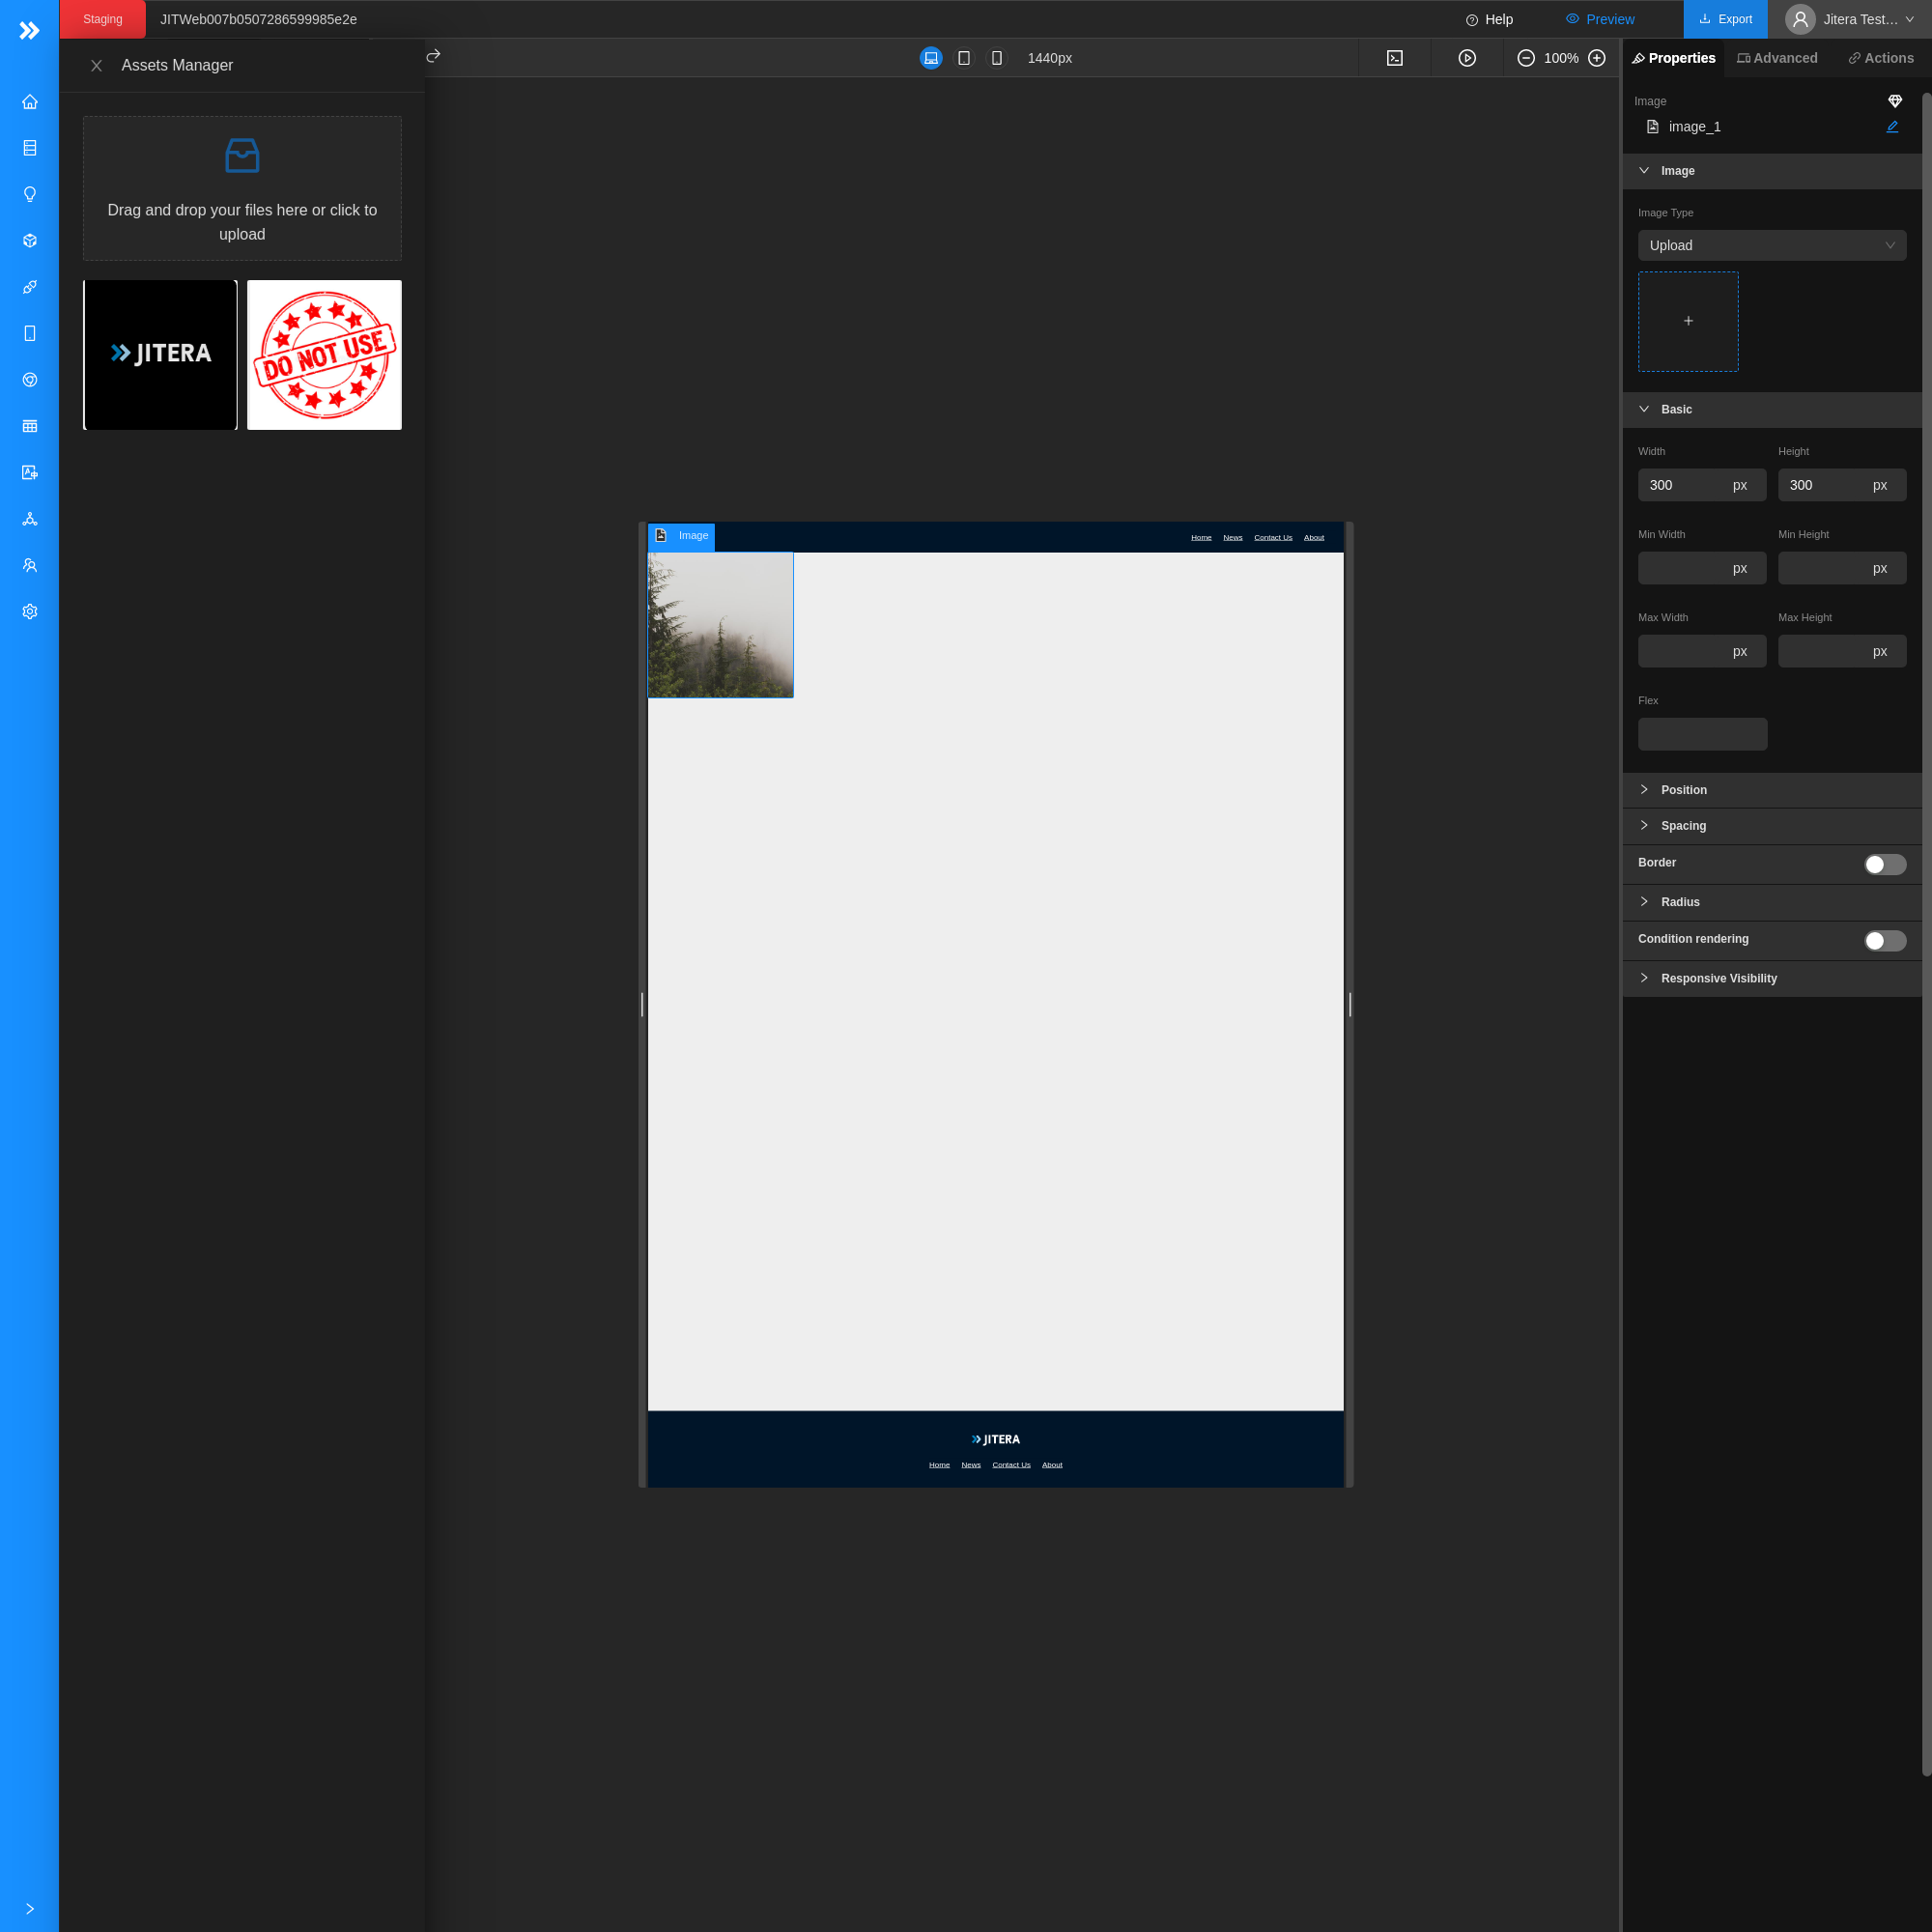 Staging
JITWeb007b0507286599985e2e
Help
Preview
Export
Jitera Test...
Assets Manager
1440px
100%
Properties
Advanced
Actions
Drag and drop your files here or click to
upload
JITERA
DO NOT USE
Image
Home
News
Contact Us
About
JITERA
Home
News
Contact Us
About
Image
image_1
Image
Image Type
Upload
Basic
Width
Height
300
px
300
px
Min Width
Min Height
px
px
Max Width
Max Height
px
px
Flex
Position
Spacing
Border
Radius
Condition rendering
Responsive Visibility